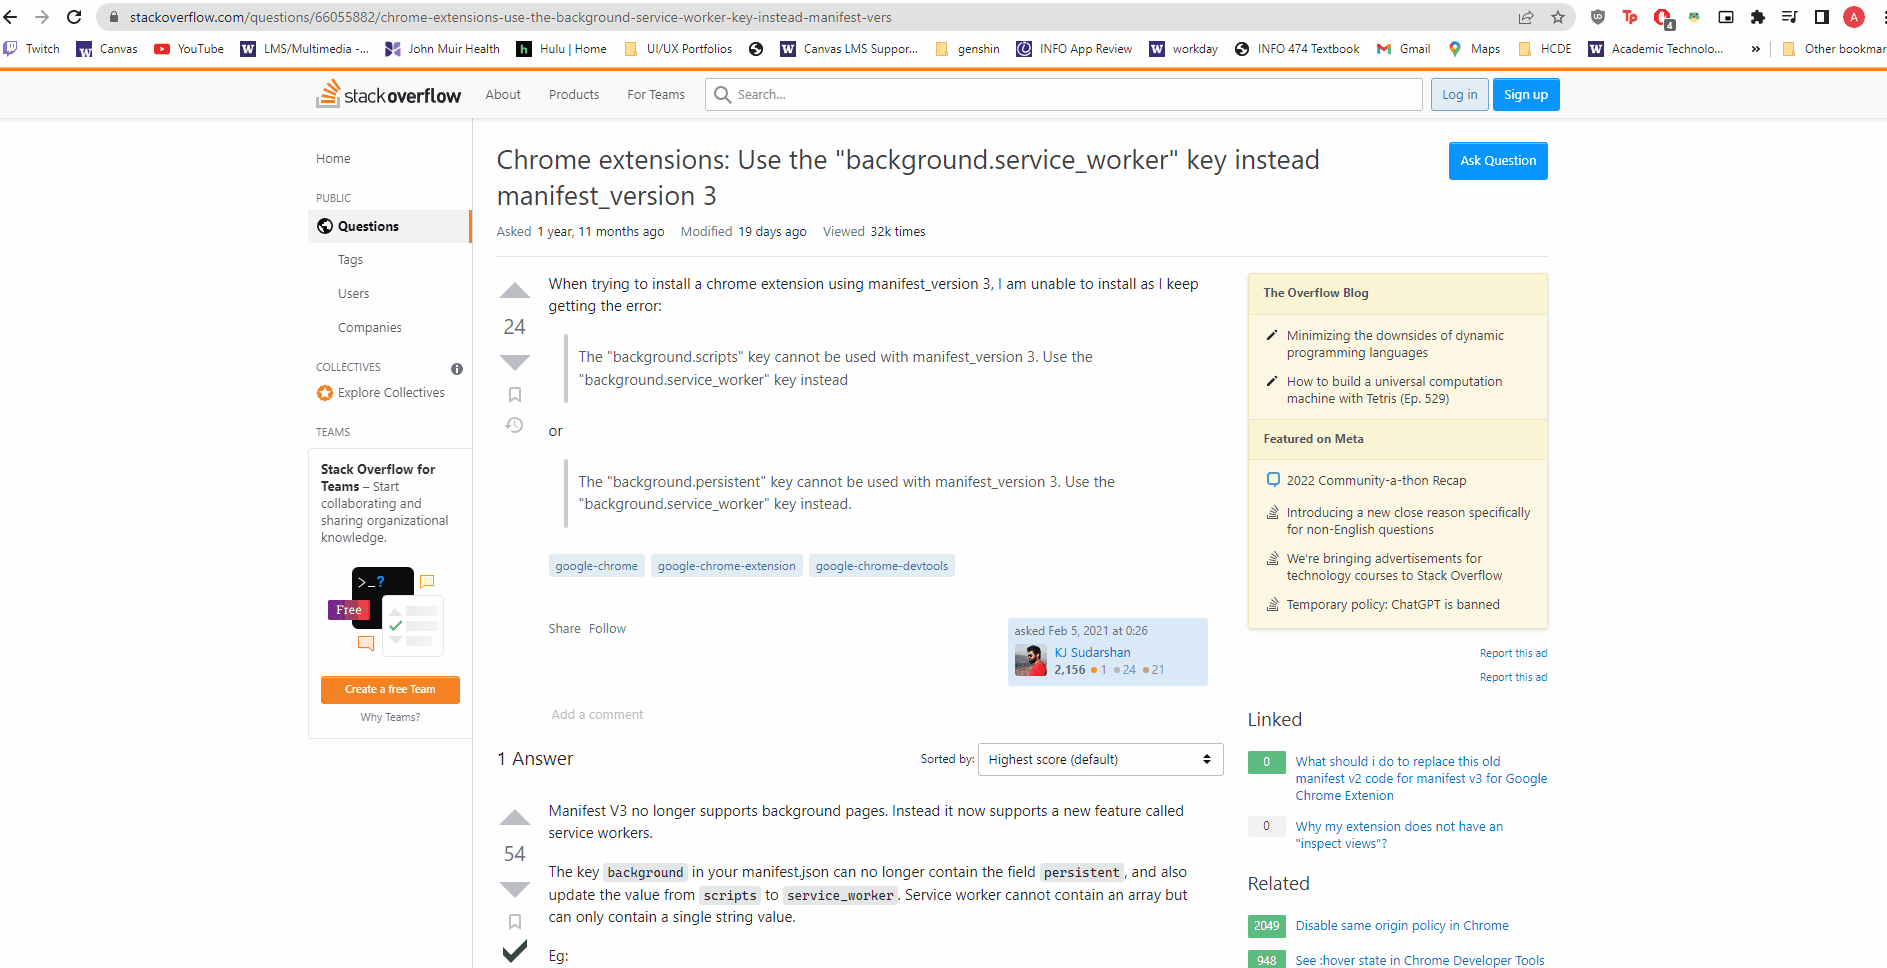 stackoverflow.com/questions/66055882/chrome-extensions-use-the-background-service-worker-key-instead-manifest-vers
4
A
Twitch
Canvas
YouTube
LMS/Multimedia -...
John Muir Health
Hulu | Home
UI/UX Portfolios
Canvas LMS Suppor...
genshin
INFO App Review
workday
INFO 474 Textbook
Gmail
Maps
HCDE
Academic Technolo...
»
Other bookmar
stackoverflow
About
Products
For Teams
Search...
Log in
Sign up
Home
PUBLIC
Questions
Tags
Users
Companies
COLLECTIVES
Explore Collectives
TEAMS
Stack Overflow for
Teams – Start
collaborating and
sharing organizational
knowledge.
>_?
Free
Create a free Team
Why Teams?
Chrome extensions: Use the "background.service_worker" key instead
manifest_version 3
Ask Question
Asked 1 year, 11 months ago Modified 19 days ago Viewed 32k times
24
When trying to install a chrome extension using manifest_version 3, I am unable to install as I keep
getting the error:
The "background.scripts" key cannot be used with manifest_version 3. Use the
"background.service_worker" key instead
or
The "background.persistent" key cannot be used with manifest_version 3. Use the
"background.service_worker" key instead.
google-chrome google-chrome-extension google-chrome-devtools
Share Follow
asked Feb 5, 2021 at 0:26
KJ Sudarshan
2,156 1 24 21
Add a comment
1 Answer
Sorted by: Highest score (default)
54
Manifest V3 no longer supports background pages. Instead it now supports a new feature called
service workers.
The key background in your manifest.json can no longer contain the field persistent, and also
update the value from scripts to service_worker. Service worker cannot contain an array but
can only contain a single string value.
Eg:
The Overflow Blog
Minimizing the downsides of dynamic
programming languages
How to build a universal computation
machine with Tetris (Ep. 529)
Featured on Meta
2022 Community-a-thon Recap
Introducing a new close reason specifically
for non-English questions
We're bringing advertisements for
technology courses to Stack Overflow
Temporary policy: ChatGPT is banned
Report this ad
Report this ad
Linked
0 What should i do to replace this old
manifest v2 code for manifest v3 for Google
Chrome Extenion
0 Why my extension does not have an
"inspect views"?
Related
2049 Disable same origin policy in Chrome
948 See :hover state in Chrome Developer Tools